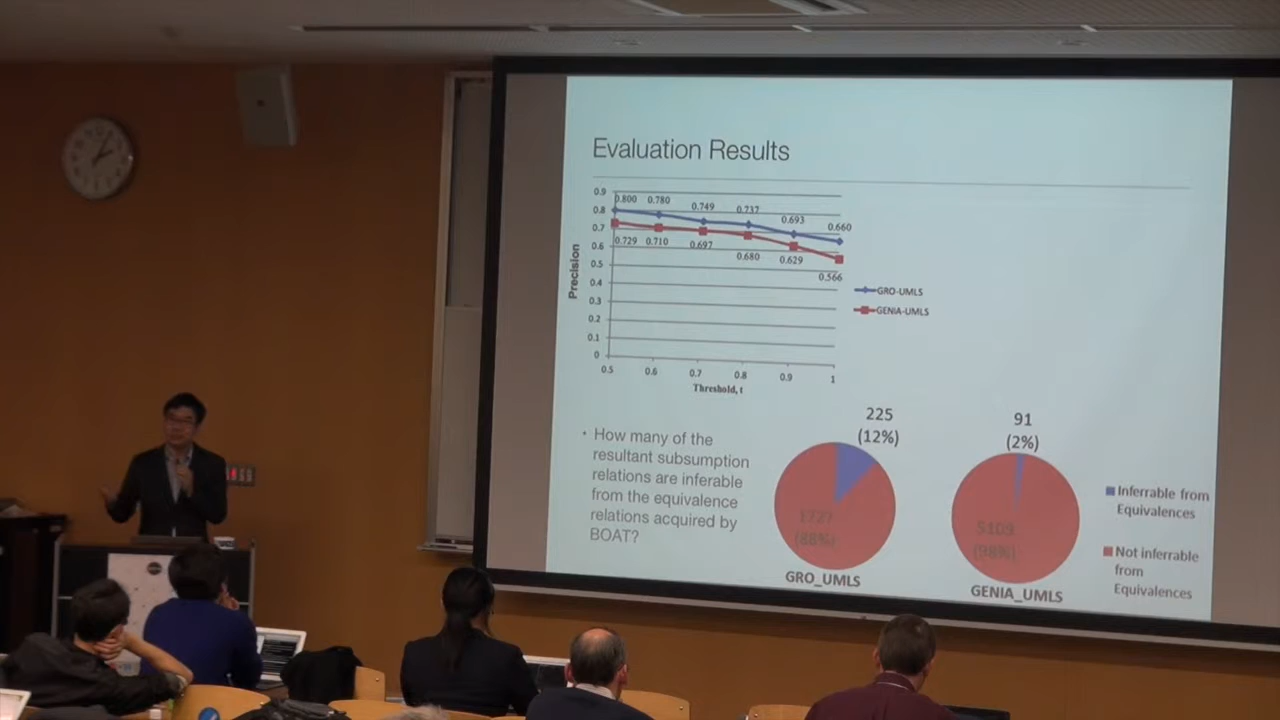 Evaluation Results
0.9
0.8
0.7
0.6
0.5
0.4
0.3
0.2
0.1
0
Precision
0.800 0.780 0.749 0.737 0.693 0.660
0.729 0.710 0.697 0.680 0.629 0.566
0.5 0.6 0.7 0.8 0.9 1
Threshold, t
GRO-UMLS
GENIA-UMLS
· How many of the
resultant subsumption
relations are inferable
from the equivalence
relations acquired by
BOAT?
225
(12%)
1727
(88%)
GRO_UMLS
91
(2%)
5103
(98%)
GENIA_UMLS
Inferrable from
Equivalences
Not inferrable
from
Equivalences